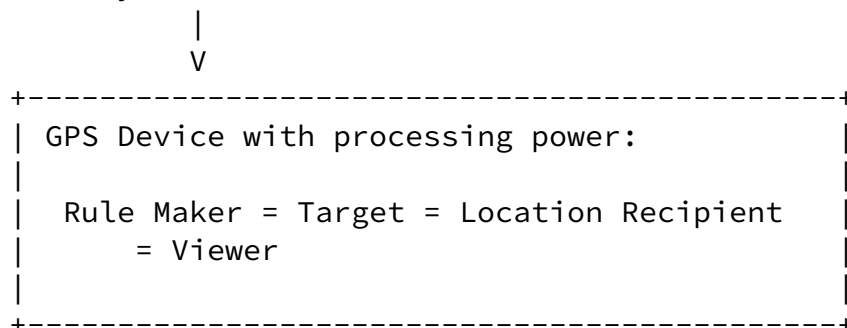 |
V
+---------------------------------------------+
| GPS Device with processing power: |
| |
| Rule Maker = Target = Location Recipient |
| = Viewer |
| |
+---------------------------------------------+